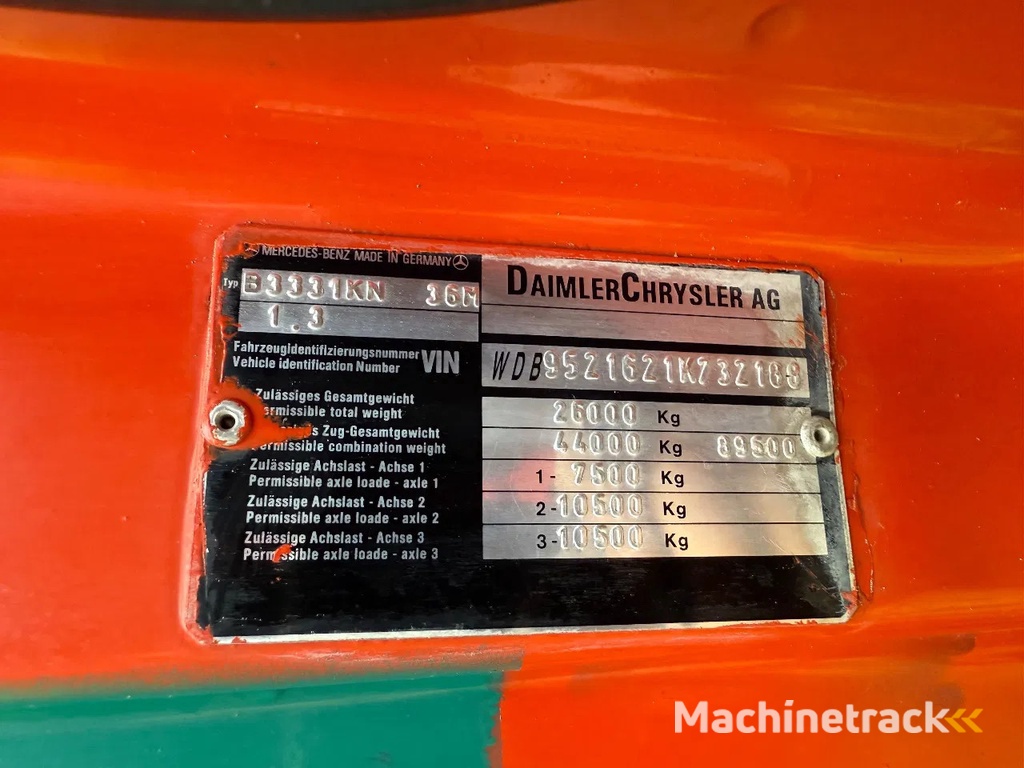 MERCEDES-BENZ MADE IN GERMANY
Typ B3331KN 36M
1.3
DAIMLERCHRYSLER AG
Fahrzeugidentifizierungsnummer
Vehicle identification Number VIN
Zulässiges Gesamtgewicht
Permissible total weight 26000 Kg
Zug-Gesamtgewicht
Permissible combination weight 44000 Kg 89500
Zulässige Achslast - Achse 1
Permissible axle loade - axle 1 1- 7500 Kg
Zulässige Achslast - Achse 2
Permissible axle loade - axle 2 2-10500 Kg
Zulässige Achslast - Achse 3
Permissible axle loade - axle 3 3-10500 Kg
Machinetrack